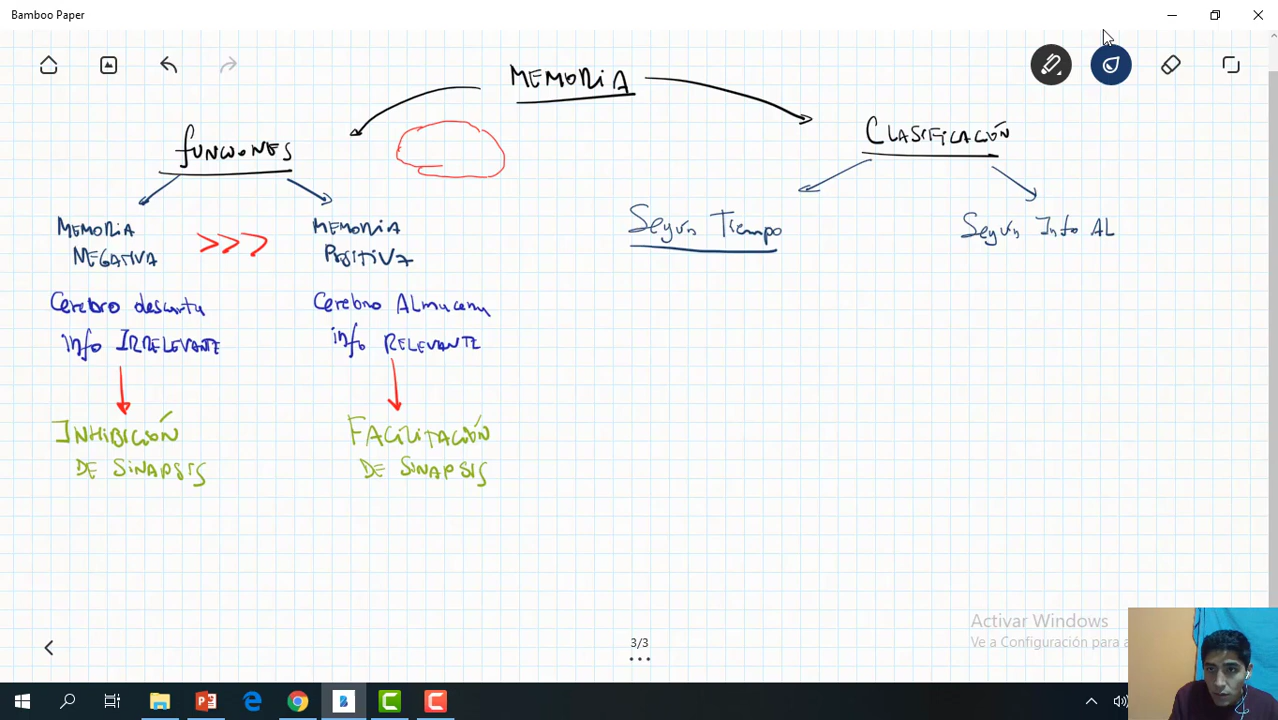 Bamboo Paper
MEMORIA
FUNCIONES
CLASIFICACIÓN
MEMORIA
NEGATIVA
>>>
MEMORIA
POSITIVA
Según Tiempo
Según Info AL
Cerebro descarta
info IRRELEVANTE
Cerebro Almacena
info RELEVANTE
INHIBICIÓN
DE SINAPSIS
FACILITACIÓN
DE SINAPSIS
Activar Windows
Ve a Configuración para a
3/3